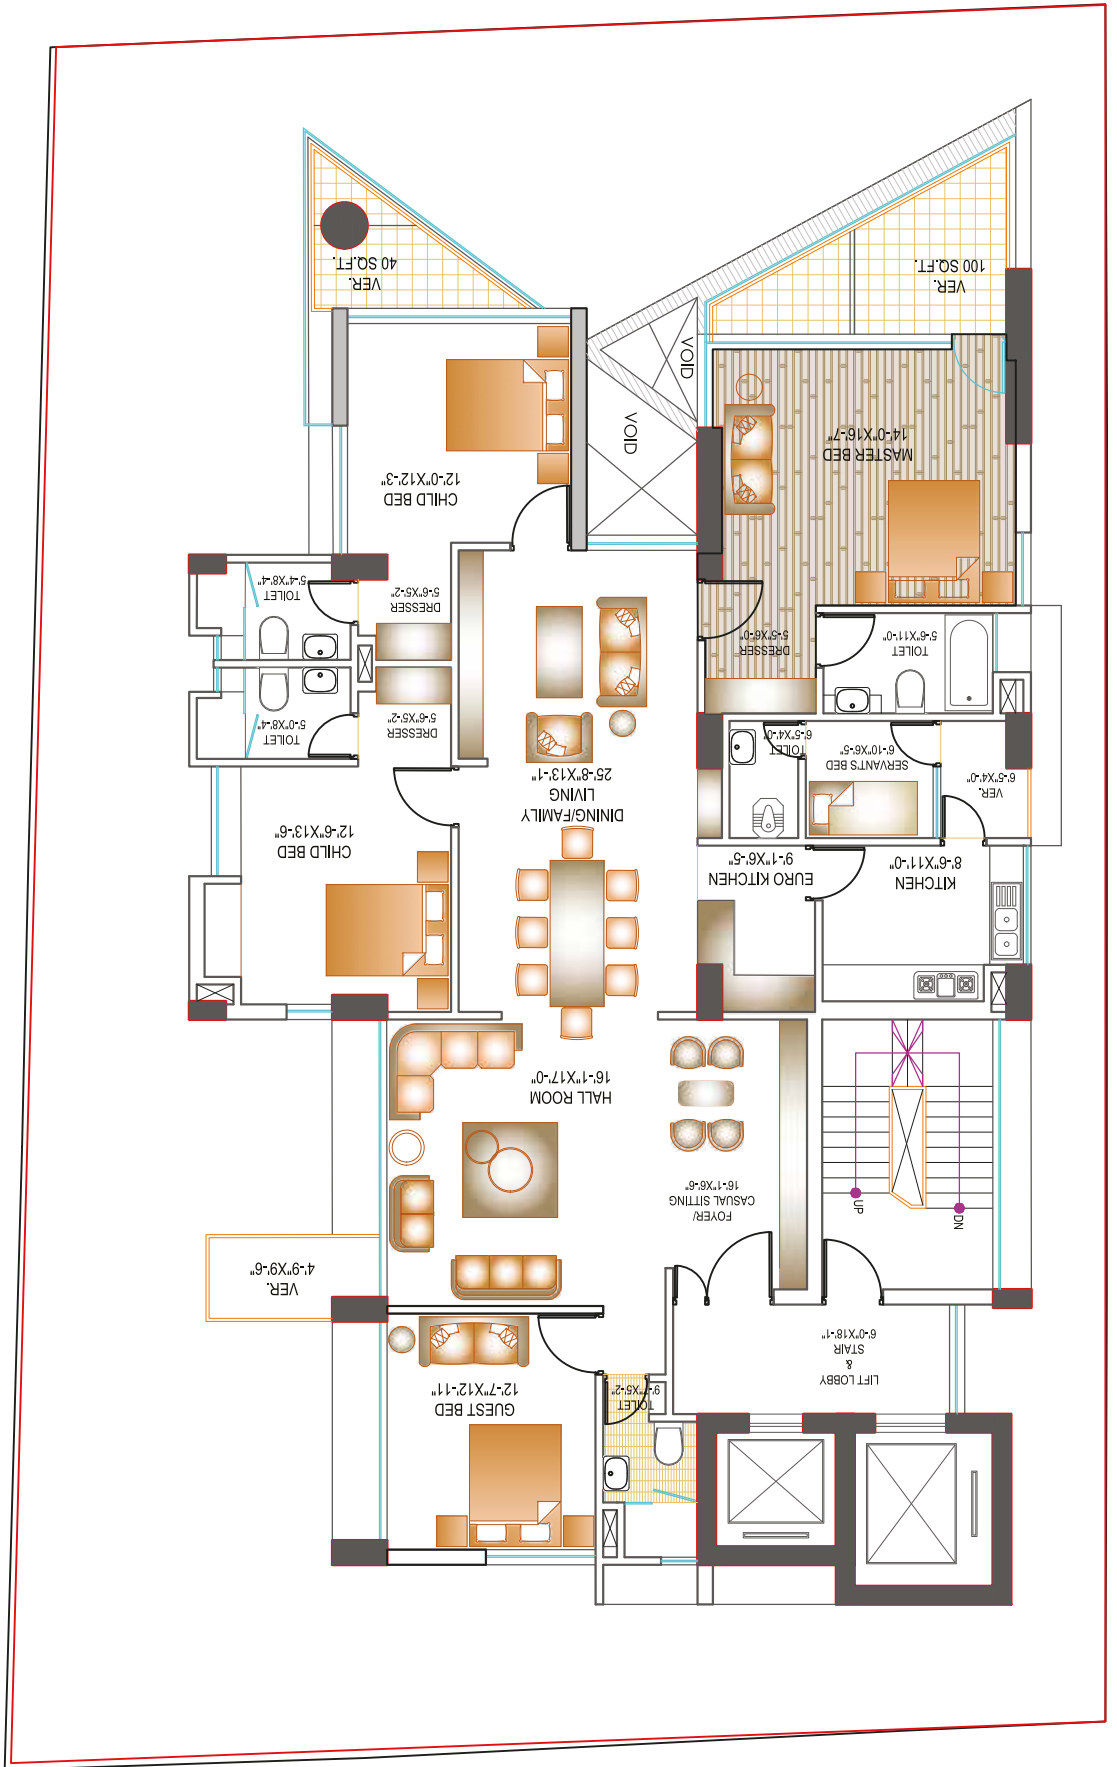 LIFT LOBBY
&
STAIR
6'-0"X18'-1"
TOILET
9'-7"X5'-2"
GUEST BED
12'-7"X12'-11"
VER.
4'-9"X9'-6"
DN
UP
FOYER/
CASUAL SITTING
16'-1"X6'-6"
HALL ROOM
16'-1"X17'-0"
KITCHEN
8'-6"X11'-0"
EURO KITCHEN
9'-1"X6'-5"
CHILD BED
12'-6"X13'-6"
DINING/FAMILY
LIVING
25'-8"X13'-1"
VER.
6'-5"X4'-0"
SERVANT'S BED
6'-10"X6'-5"
TOILET
6'-5"X4'-0"
DRESSER
5'-6"X5'-2"
TOILET
5'-0"X8'-4"
TOILET
5'-6"X11'-0"
DRESSER
5'-5"X6'-0"
DRESSER
5'-6"X5'-2"
TOILET
5'-4"X8'-4"
MASTER BED
14'-0"X16'-7"
CHILD BED
12'-0"X12'-3"
VOID
VOID
VER.
100 SQ.FT.
VER.
40 SQ.FT.